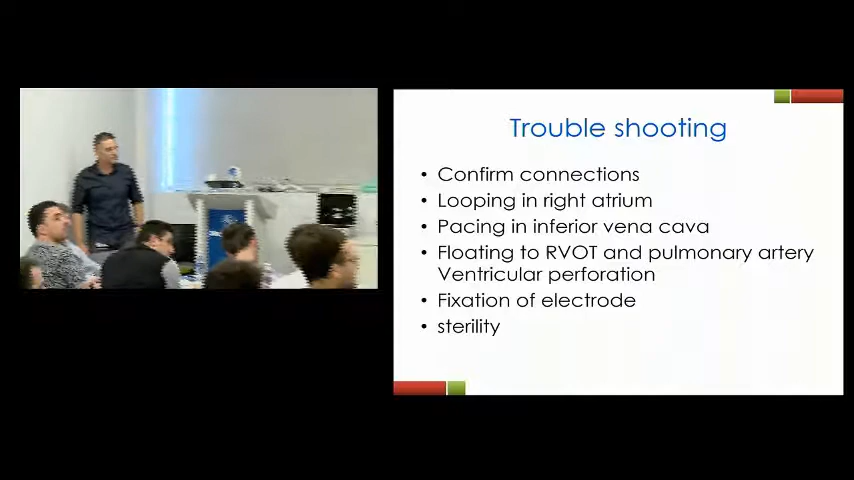 Trouble shooting
• Confirm connections
• Looping in right atrium
• Pacing in inferior vena cava
• Floating to RVOT and pulmonary artery
Ventricular perforation
• Fixation of electrode
• sterility